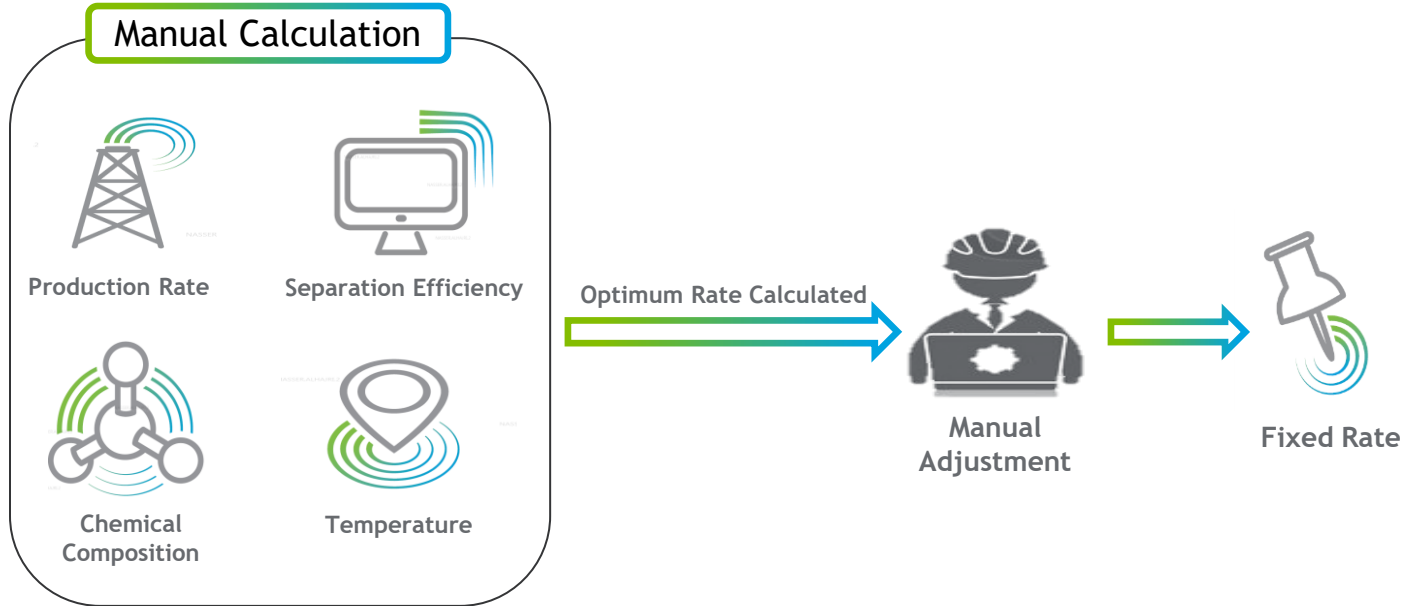 Manual Calculation
Production Rate
Separation Efficiency
Optimum Rate Calculated
Chemical
Composition
Temperature
Manual
Adjustment
Fixed Rate